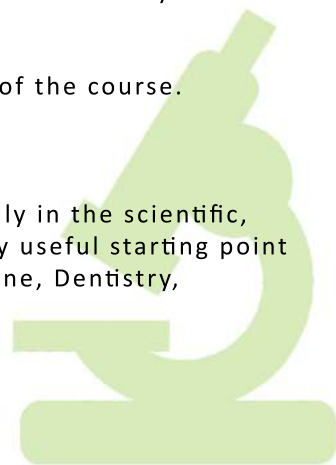 of the course.
ly in the scientific,
y useful starting point
ne, Dentistry,